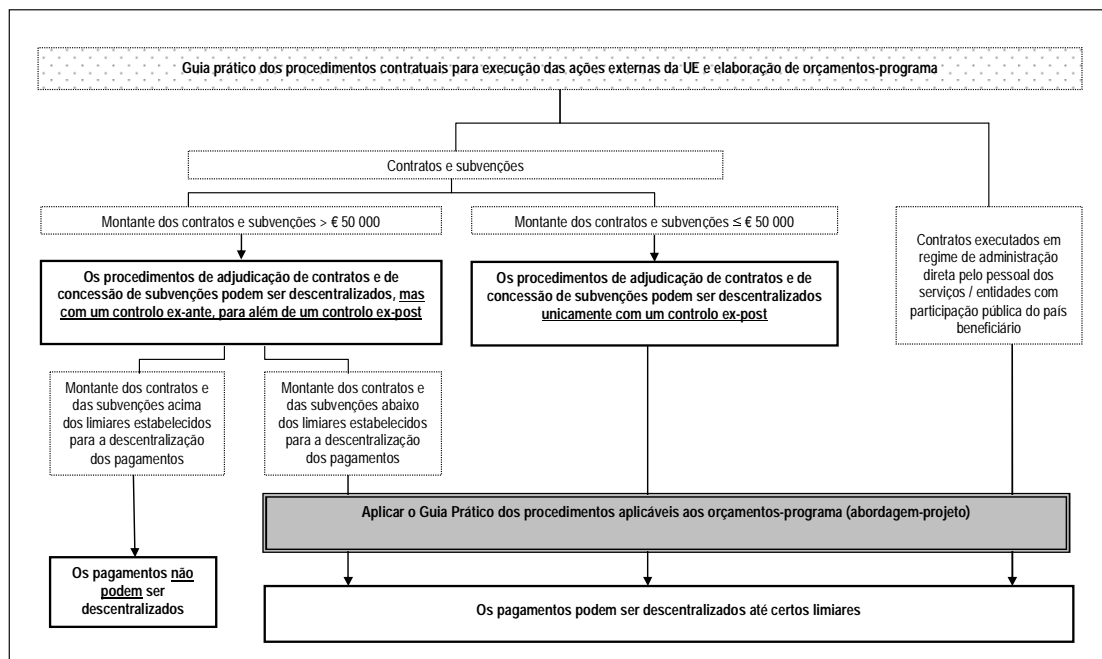 Guia prático dos procedimentos contratuais para execução das ações externas da UE e elaboração de orçamentos-programa
Contratos e subvenções
Montante dos contratos e subvenções > € 50 000
Montante dos contratos e subvenções ≤ € 50 000
Contratos executados em
regime de administração
direta pelo pessoal dos
serviços / entidades com
participação pública do país
beneficiário
Os procedimentos de adjudicação de contratos e de
concessão de subvenções podem ser descentralizados, mas
com um controlo ex-ante, para além de um controlo ex-post
Os procedimentos de adjudicação de contratos e de
concessão de subvenções podem ser descentralizados
unicamente com um controlo ex-post
Montante dos contratos e
das subvenções acima
dos limiares estabelecidos
para a descentralização
dos pagamentos
Montante dos contratos e
das subvenções abaixo
dos limiares estabelecidos
para a descentralização
dos pagamentos
Aplicar o Guia Prático dos procedimentos aplicáveis aos orçamentos-programa (abordagem-projeto)
Os pagamentos não
podem ser
descentralizados
Os pagamentos podem ser descentralizados até certos limiares